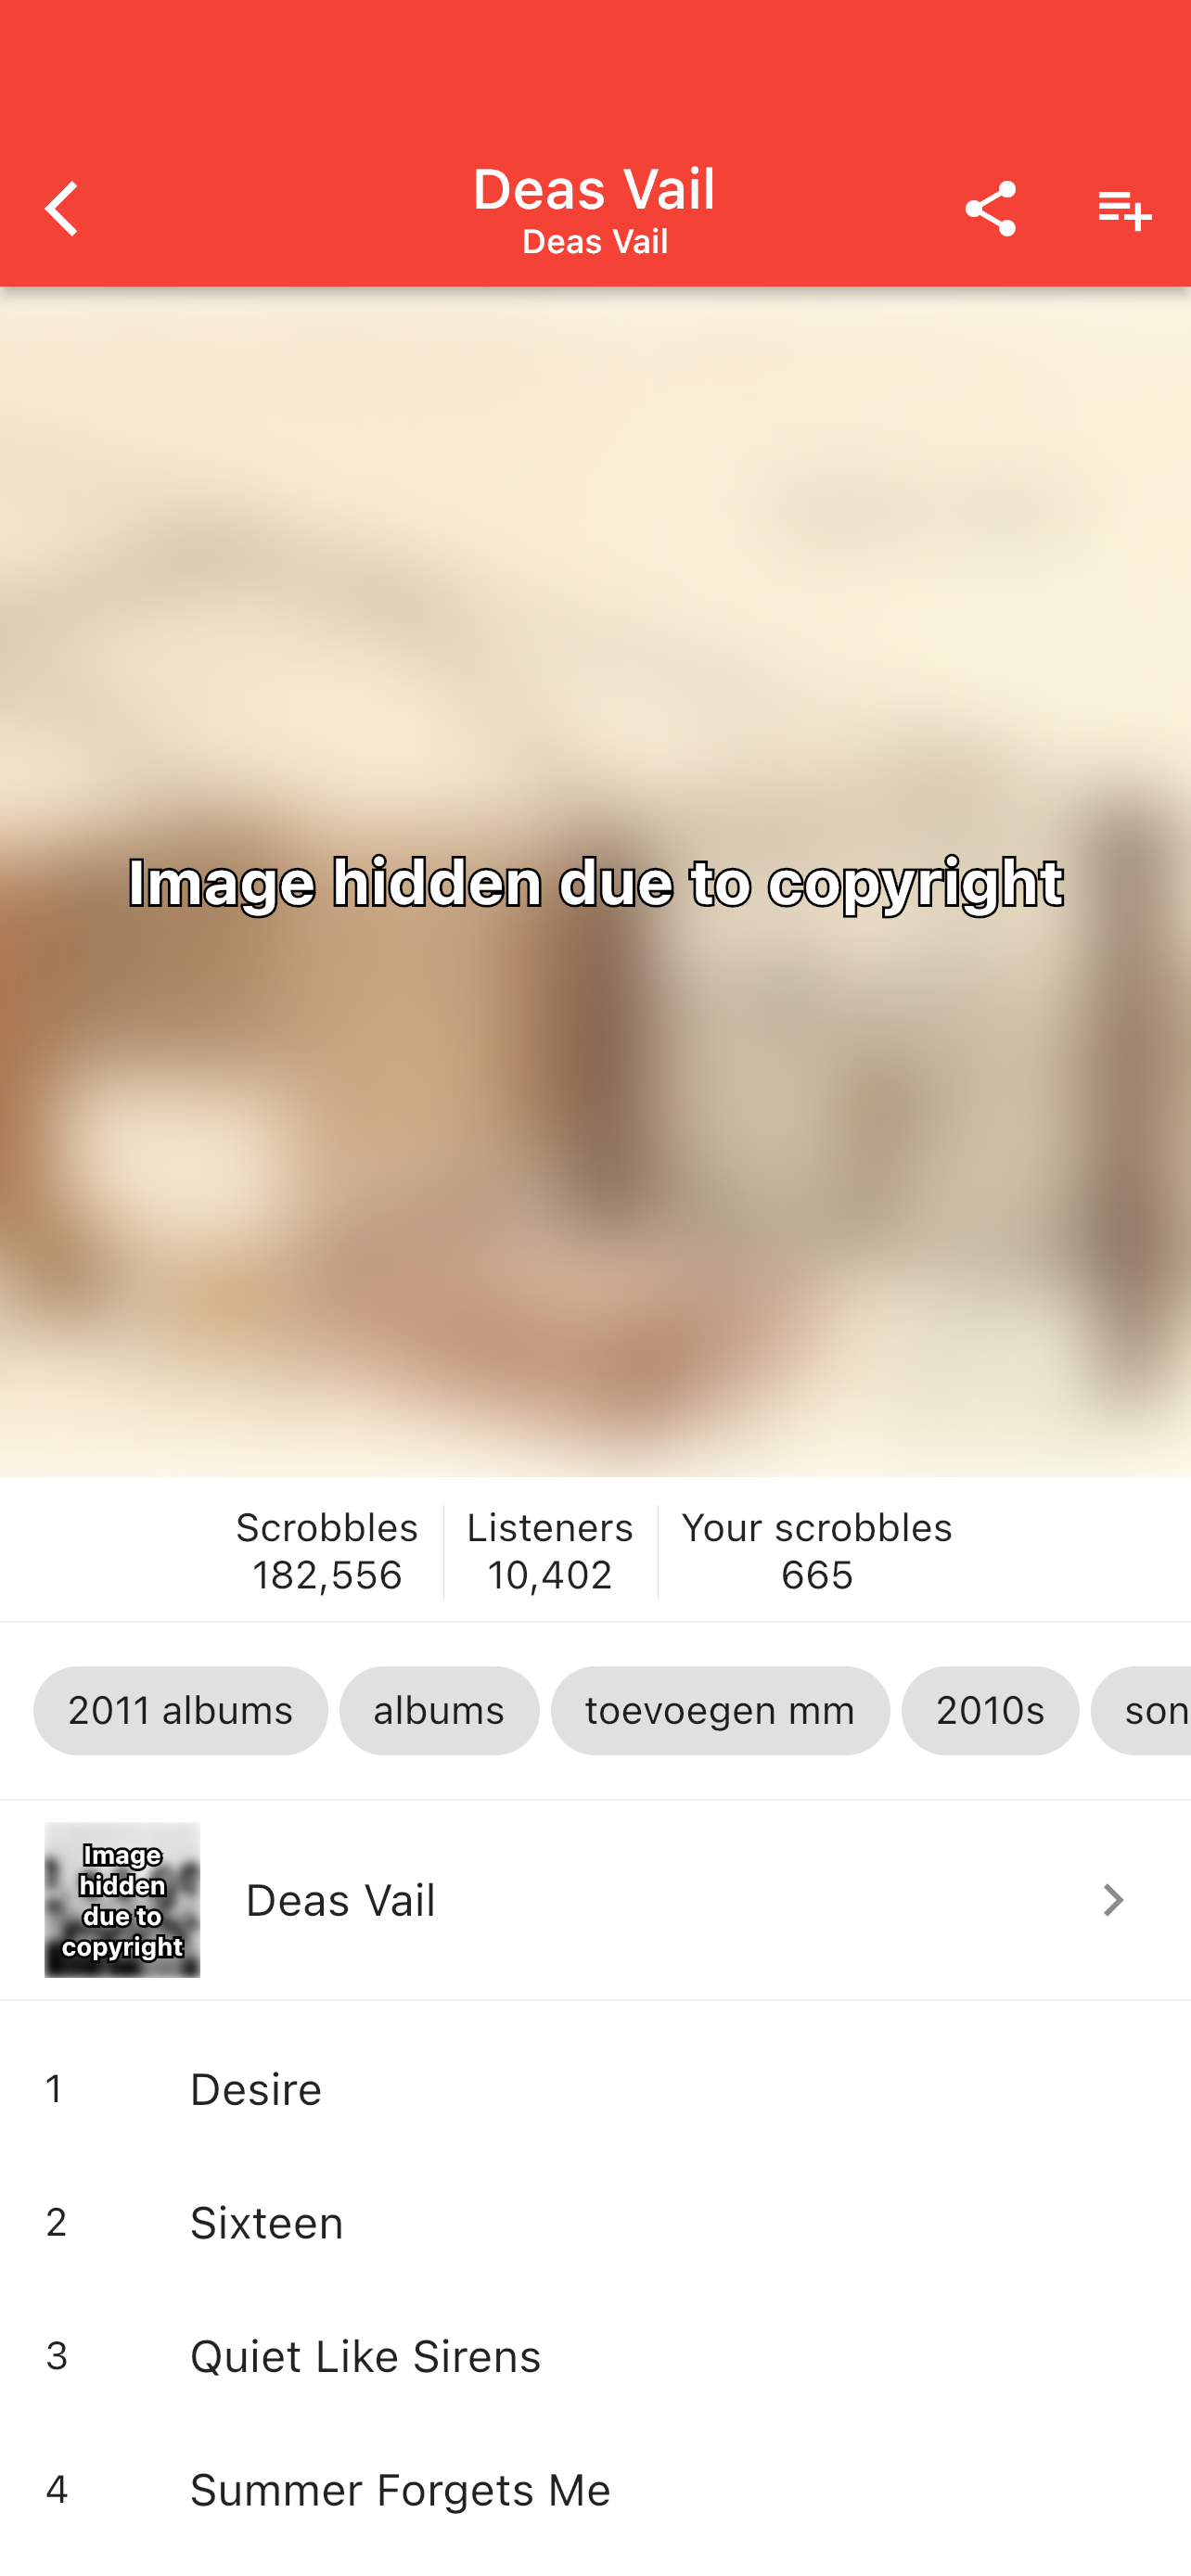 Deas Vail
Deas Vail
Image hidden due to copyright
Scrobbles
182,556
Listeners
10,402
Your scrobbles
665
2011 albums
albums
toevoegen mm
2010s
son
Image
hidden
due to
copyright
Deas Vail
1 Desire
2 Sixteen
3 Quiet Like Sirens
4 Summer Forgets Me